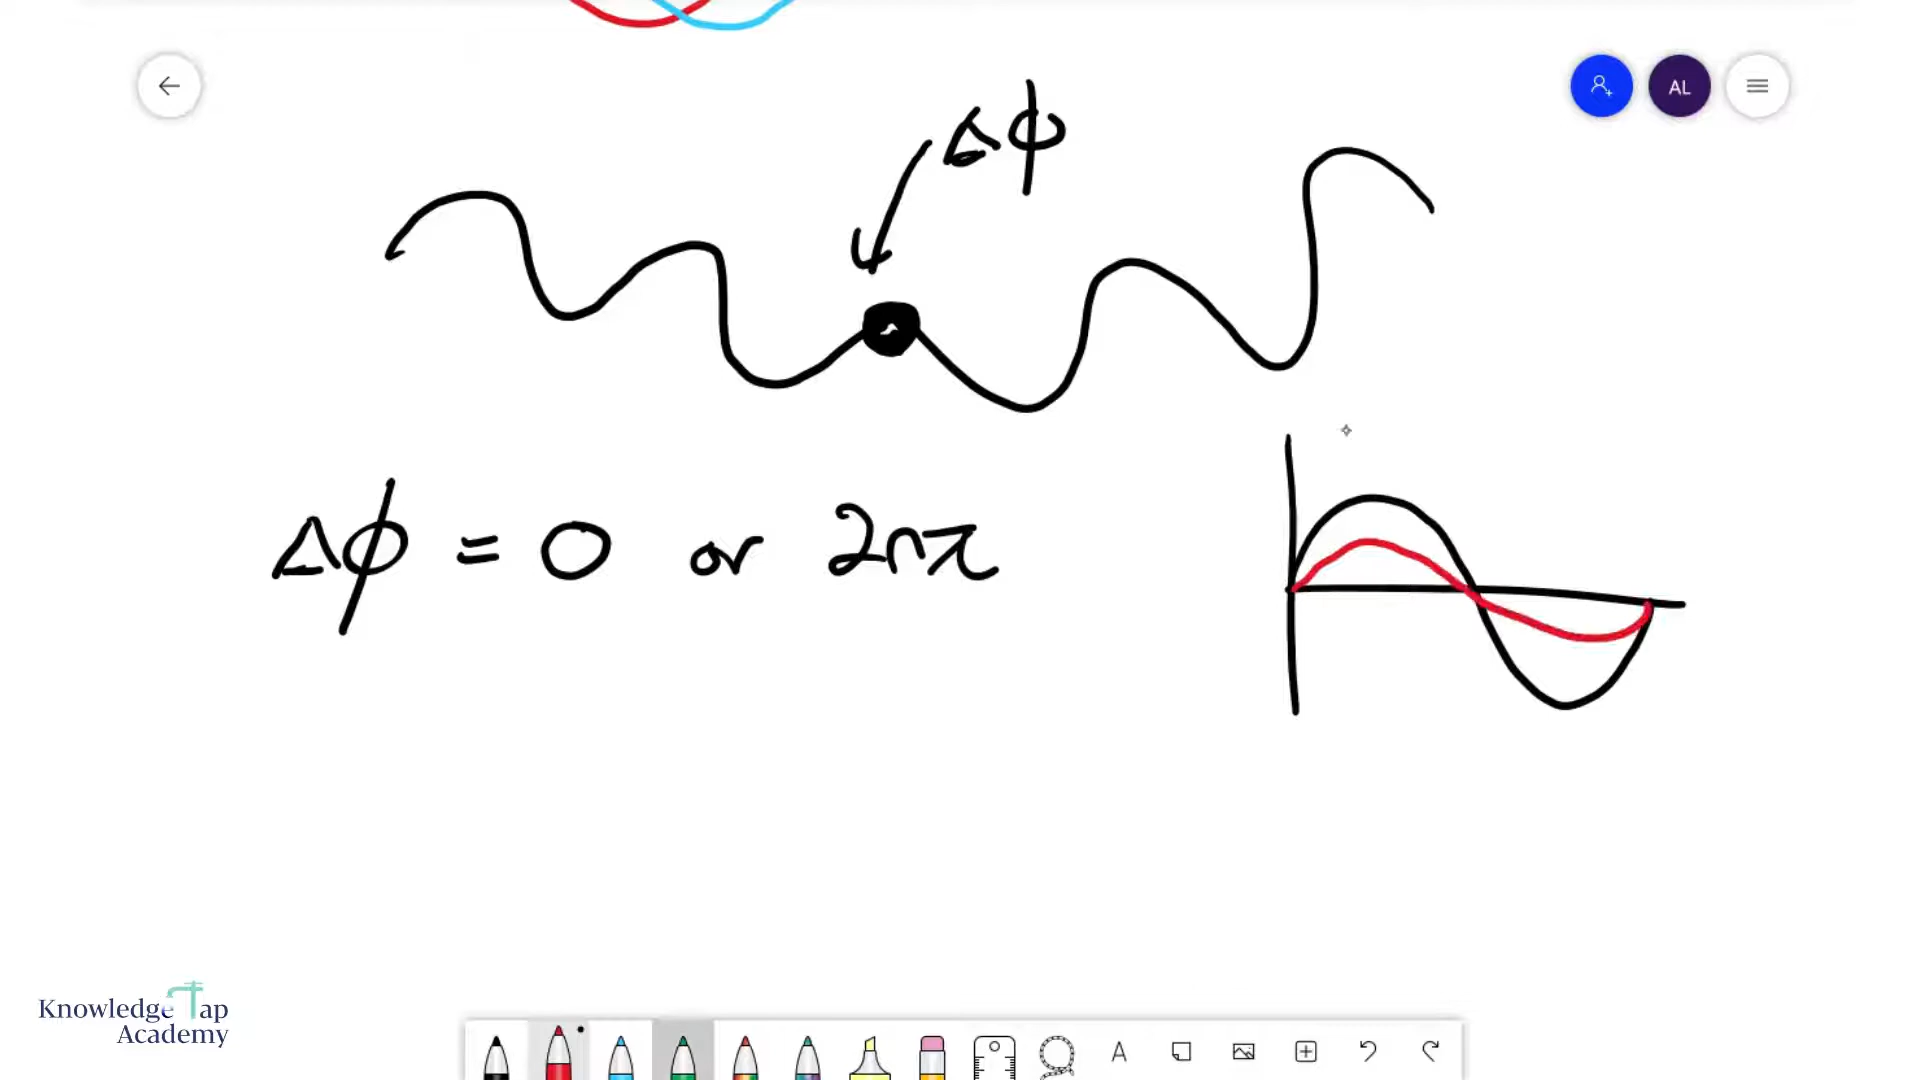 AL
Δϕ
Δϕ = 0 or 2nπ
Knowledge Tap
Academy
A